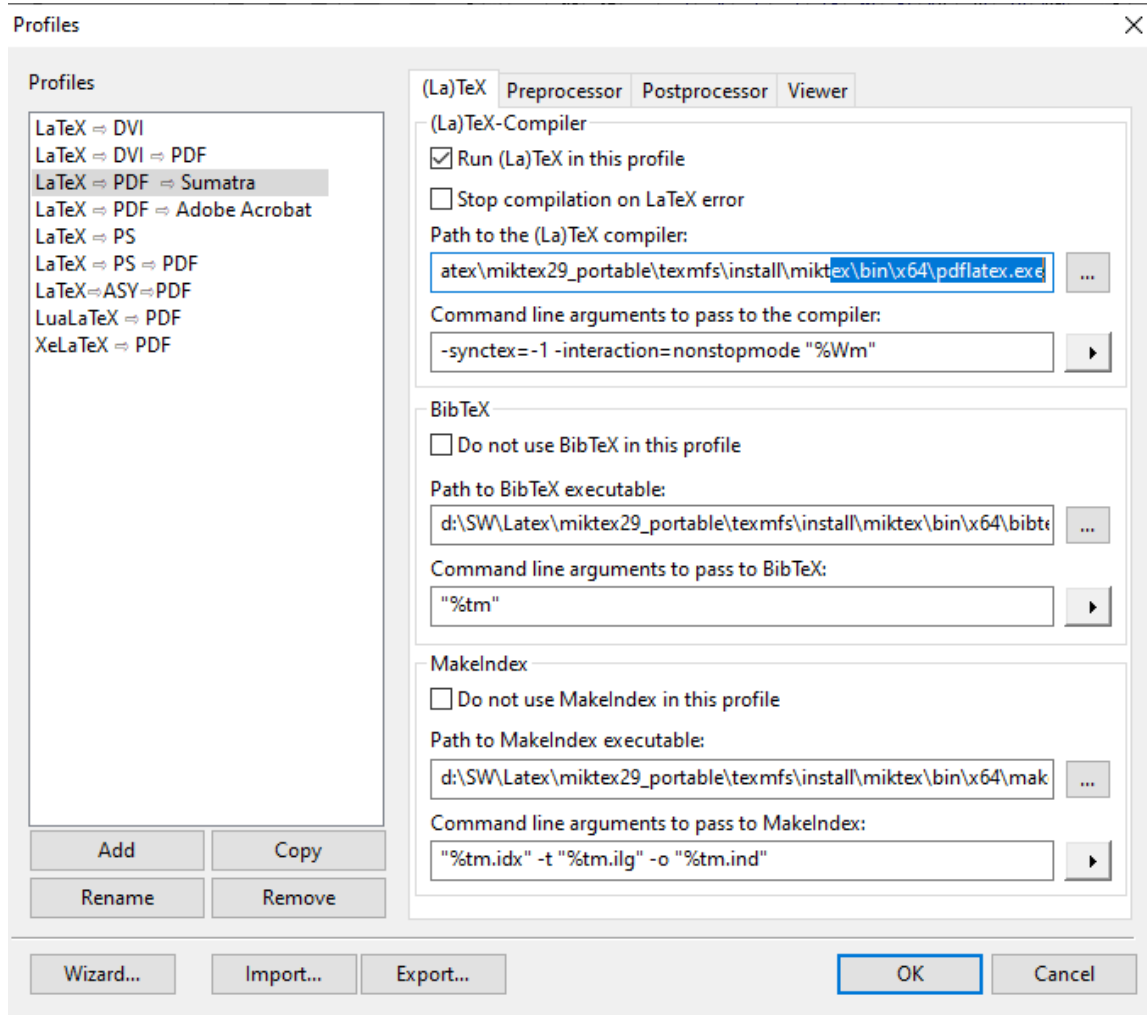 Profiles
Profiles
LaTeX ⇨ DVI
LaTeX ⇨ DVI ⇨ PDF
LaTeX ⇨ PDF ⇨ Sumatra
LaTeX ⇨ PDF ⇨ Adobe Acrobat
LaTeX ⇨ PS
LaTeX ⇨ PS ⇨ PDF
LaTeX⇨ASY⇨PDF
LuaLaTeX ⇨ PDF
XeLaTeX ⇨ PDF
Add Copy
Rename Remove
(La)TeX Preprocessor Postprocessor Viewer
(La)TeX-Compiler
Run (La)TeX in this profile
Stop compilation on LaTeX error
Path to the (La)TeX compiler:
atex\miktex29_portable\texmfs\install\miktex\bin\x64\pdflatex.exe ...
Command line arguments to pass to the compiler:
-synctex=-1 -interaction=nonstopmode "%Wm"
BibTeX
Do not use BibTeX in this profile
Path to BibTeX executable:
d:\SW\Latex\miktex29_portable\texmfs\install\miktex\bin\x64\bibte ...
Command line arguments to pass to BibTeX:
"%tm"
MakeIndex
Do not use MakeIndex in this profile
Path to MakeIndex executable:
d:\SW\Latex\miktex29_portable\texmfs\install\miktex\bin\x64\mak ...
Command line arguments to pass to MakeIndex:
"%tm.idx" -t "%tm.ilg" -o "%tm.ind"
Wizard... Import... Export... OK Cancel